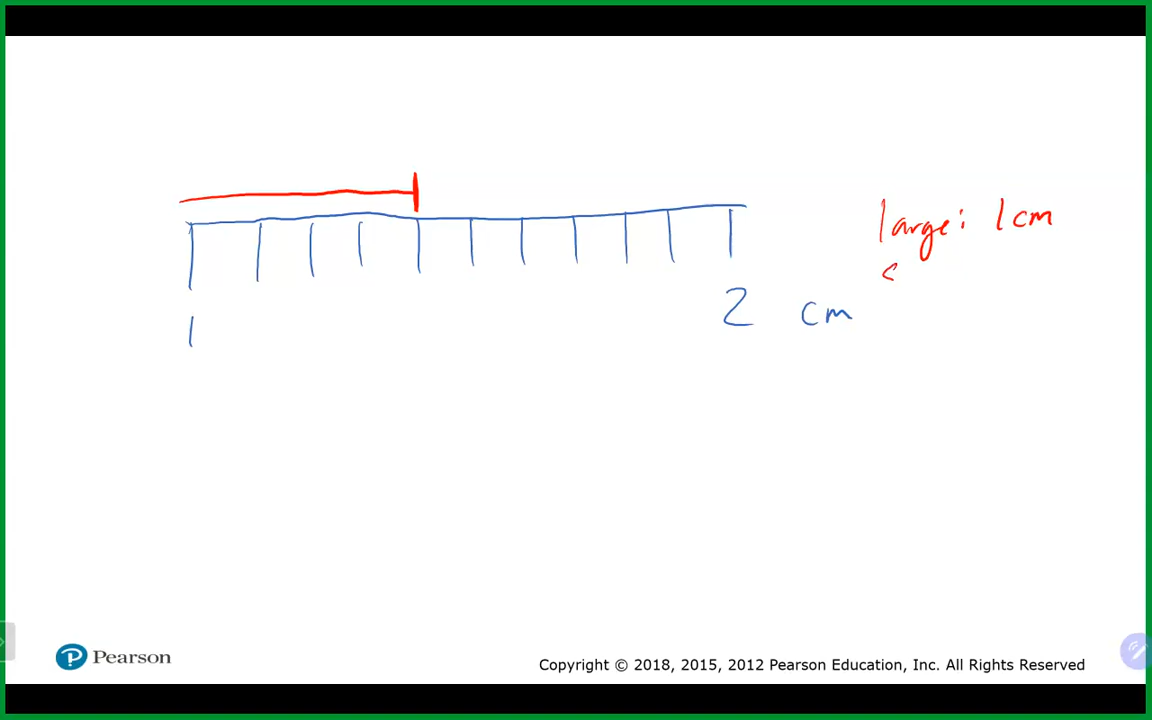 large: 1cm
s
1 2 cm
Pearson
Copyright © 2018, 2015, 2012 Pearson Education, Inc. All Rights Reserved